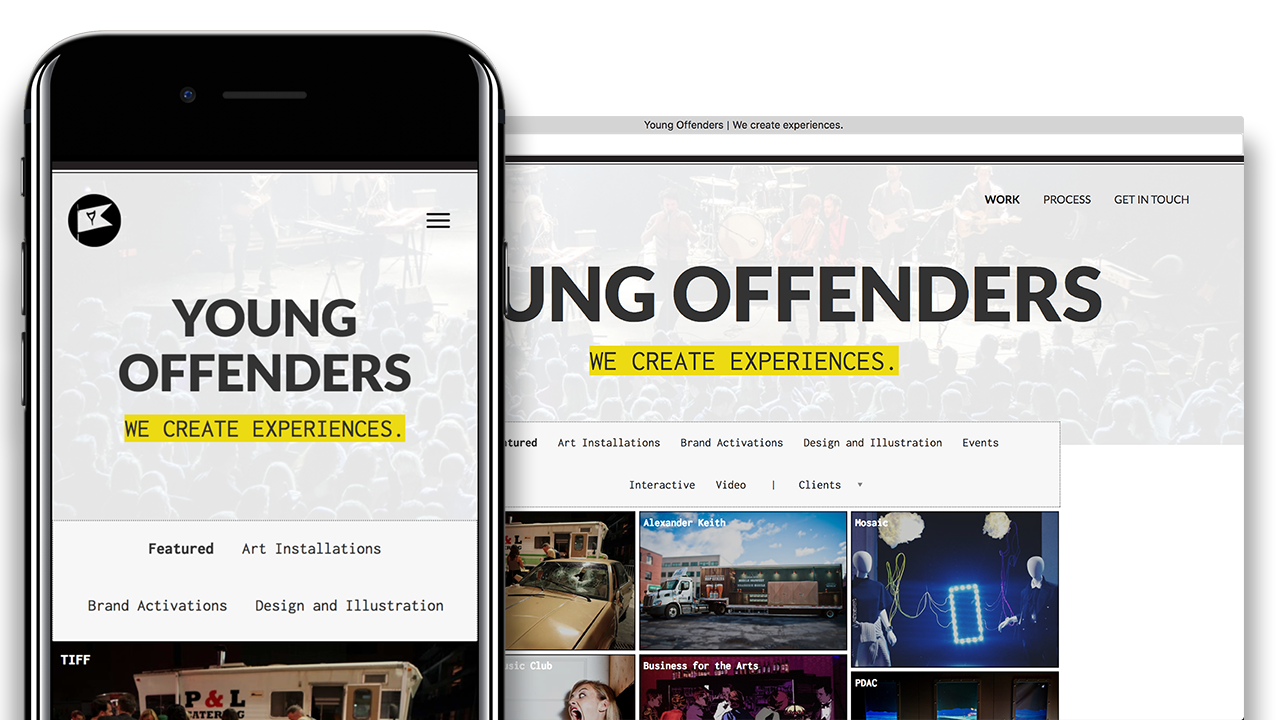 YOUNG
OFFENDERS
WE CREATE EXPERIENCES.
Featured Art Installations
Brand Activations Design and Illustration
TIFF
P&L
CATERING
Young Offenders | We create experiences.
WORK PROCESS GET IN TOUCH
UNG OFFENDERS
WE CREATE EXPERIENCES.
atured Art Installations Brand Activations Design and Illustration Events
Interactive Video | Clients
Alexander Keith
Mosaic
usic Club
Business for the Arts
PDAC